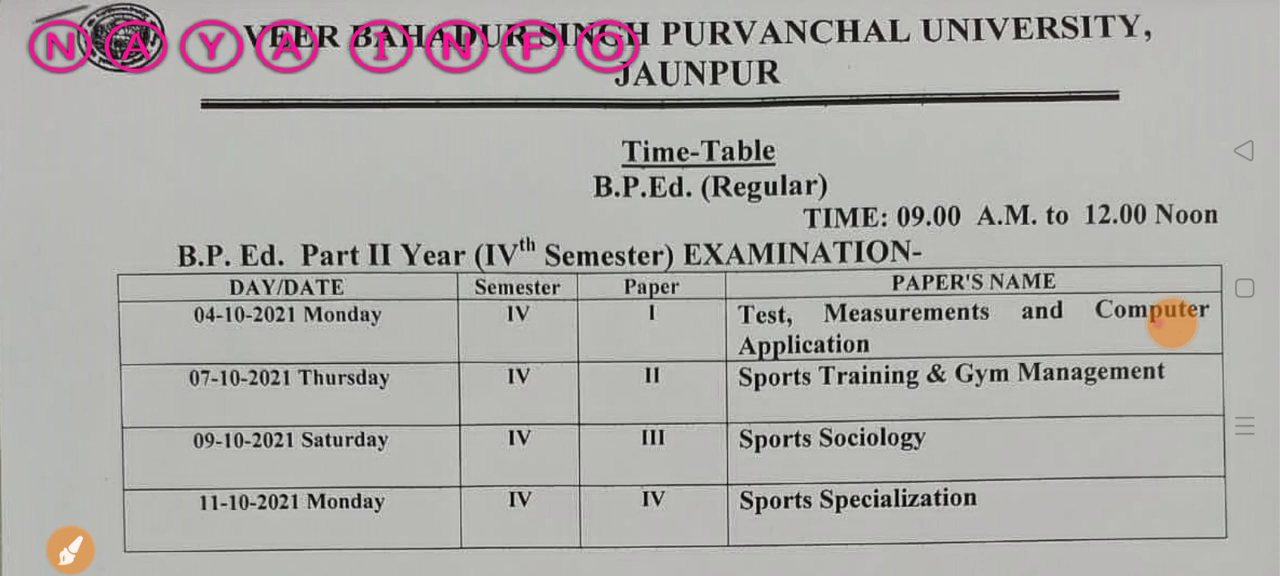 N A Y A I N F O
VEER BAHADUR SINGH PURVANCHAL UNIVERSITY,
JAUNPUR
Time-Table
B.P.Ed. (Regular)
TIME: 09.00 A.M. to 12.00 Noon
B.P. Ed. Part II Year (IVth Semester) EXAMINATION-
DAY/DATE Semester Paper PAPER'S NAME
04-10-2021 Monday IV I Test, Measurements and Computer
Application
07-10-2021 Thursday IV II Sports Training & Gym Management
09-10-2021 Saturday IV III Sports Sociology
11-10-2021 Monday IV IV Sports Specialization